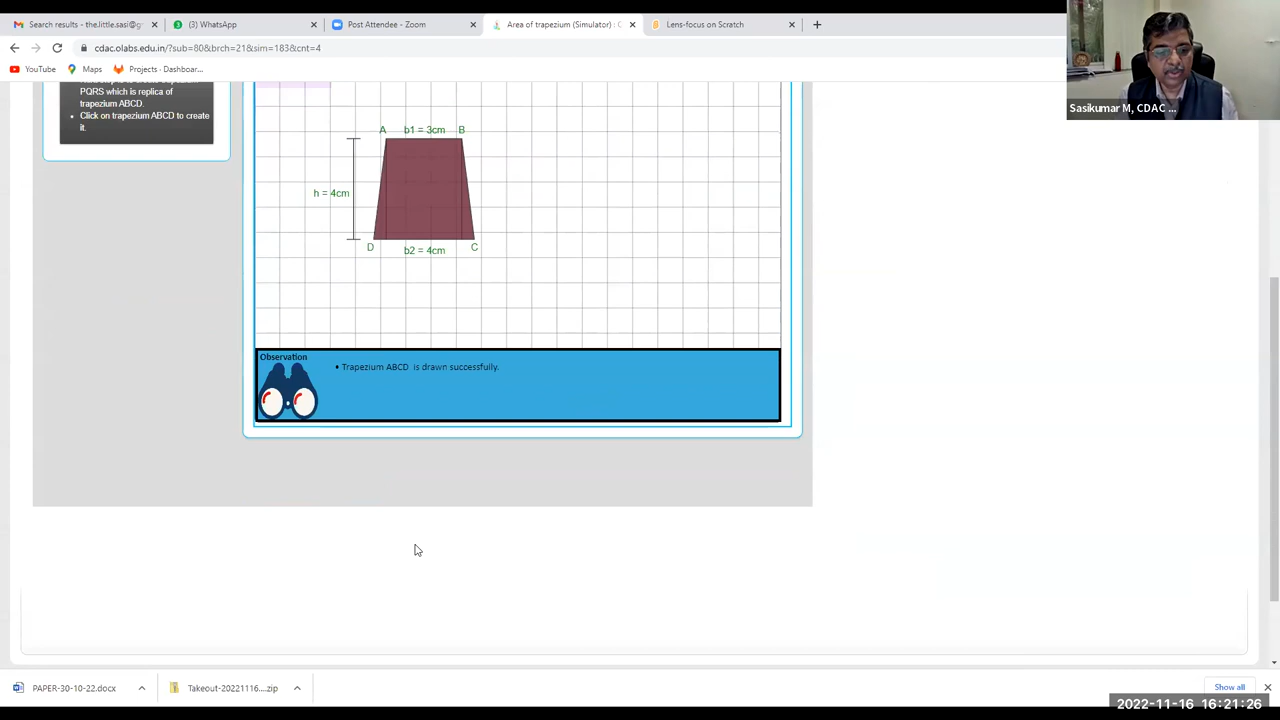 Search results - the.little.sasi@g
(3) WhatsApp
Post Attendee - Zoom
Area of trapezium (Simulator) : C
Lens-focus on Scratch
cdac.olabs.edu.in/?sub=80&brch=21&sim=183&cnt=4
YouTube
Maps
Projects · Dashboar...
PQRS which is replica of
trapezium ABCD.
• Click on trapezium ABCD to create
it.
Sasikumar M, CDAC ...
A b1 = 3cm B
h = 4cm
D b2 = 4cm C
Observation
• Trapezium ABCD is drawn successfully.
PAPER-30-10-22.docx
Takeout-20221116....zip
Show all
2022-11-16 16:21:26